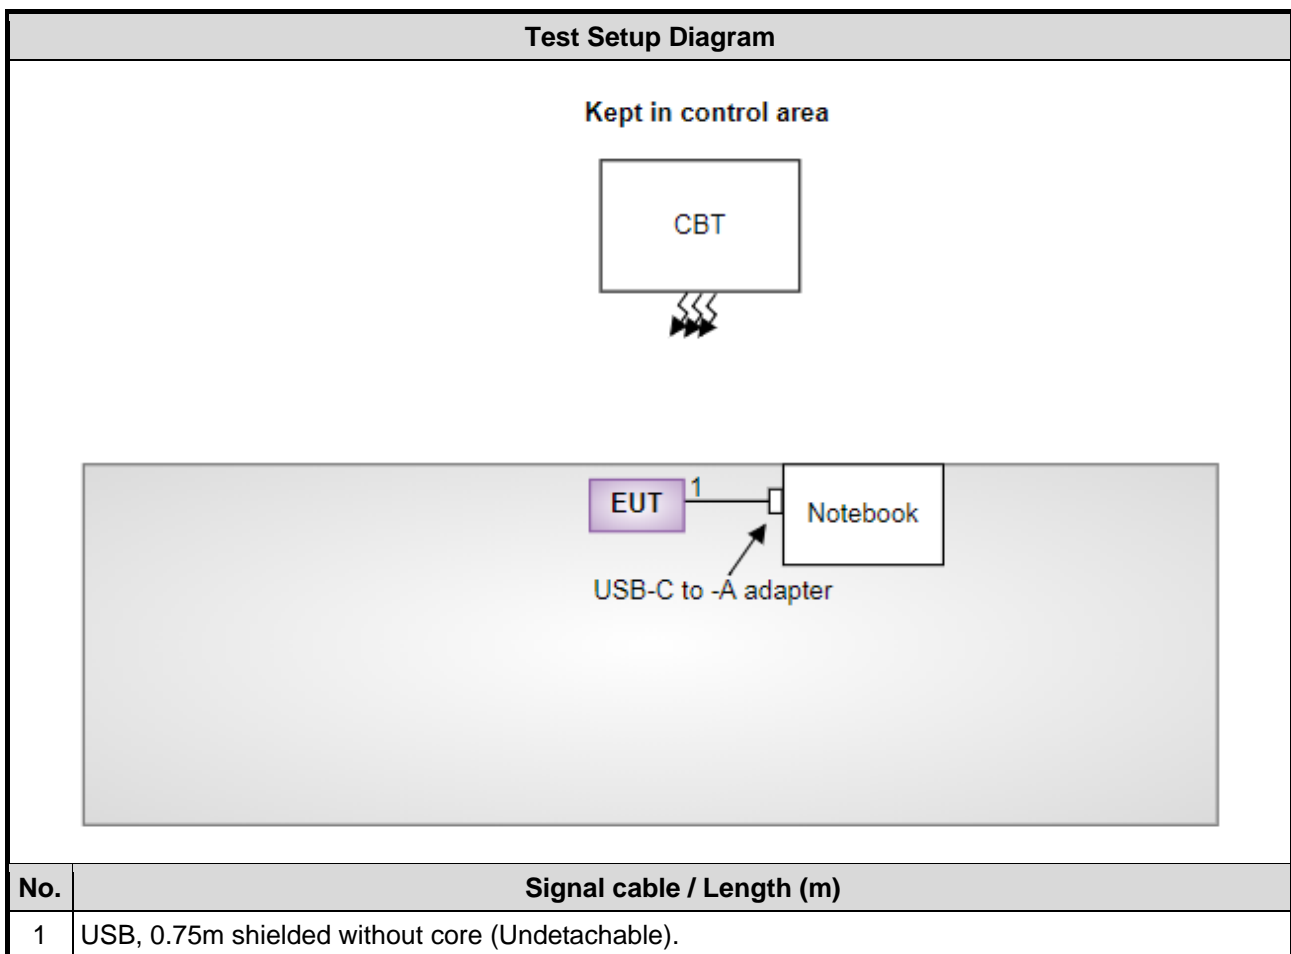 Test Setup Diagram
Kept in control area
CBT
EUT
1
Notebook
USB-C to -A adapter
No. Signal cable / Length (m)
1 USB, 0.75m shielded without core (Undetachable).